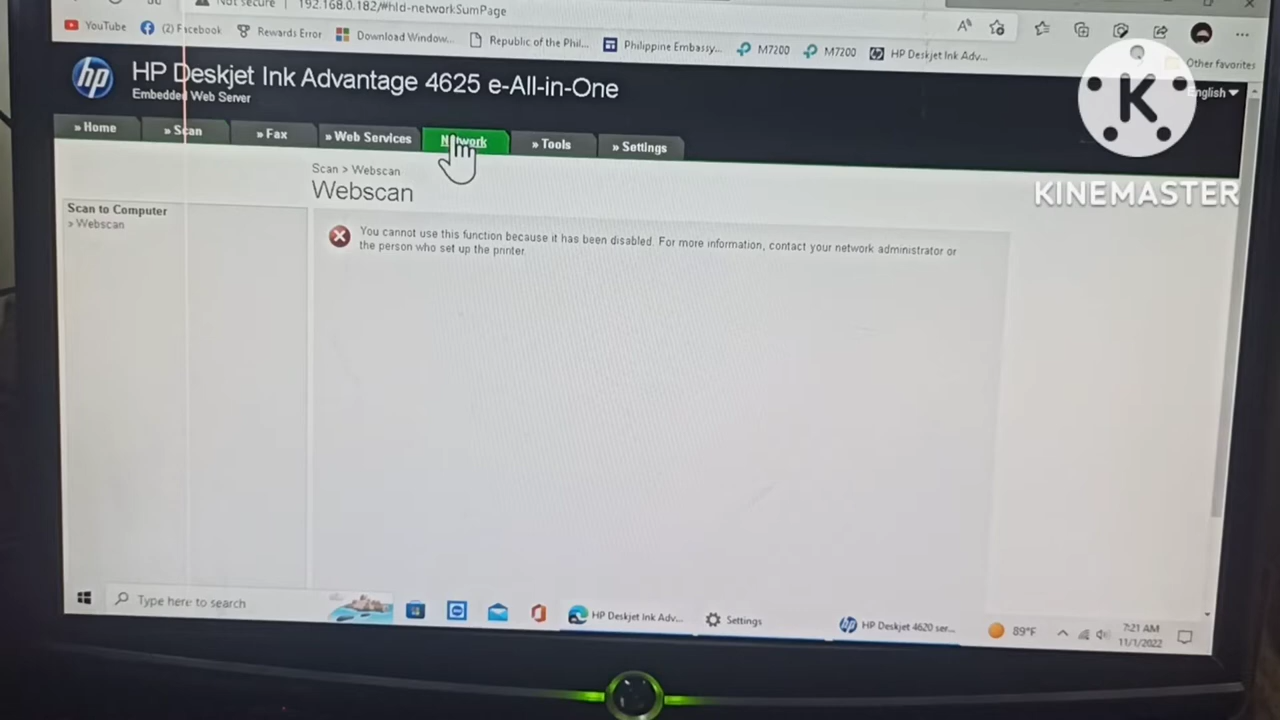 Not secure | 192.168.0.182/#hId-networkSumPage
YouTube (2) Facebook Rewards Error Download Window... Republic of the Phil... Philippine Embassy... M7200 M7200 HP Deskjet Ink Adv... Other favorites
hp HP Deskjet Ink Advantage 4625 e-All-in-One
Embedded Web Server
English
K
KINEMASTER
» Home » Scan » Fax » Web Services Network » Tools » Settings
Scan > Webscan
Webscan
Scan to Computer
» Webscan
You cannot use this function because it has been disabled. For more information, contact your network administrator or
the person who set up the printer
Type here to search
HP Deskjet Ink Adv... Settings HP Deskjet 4620 ser... 89°F
7:21 AM
11/1/2022